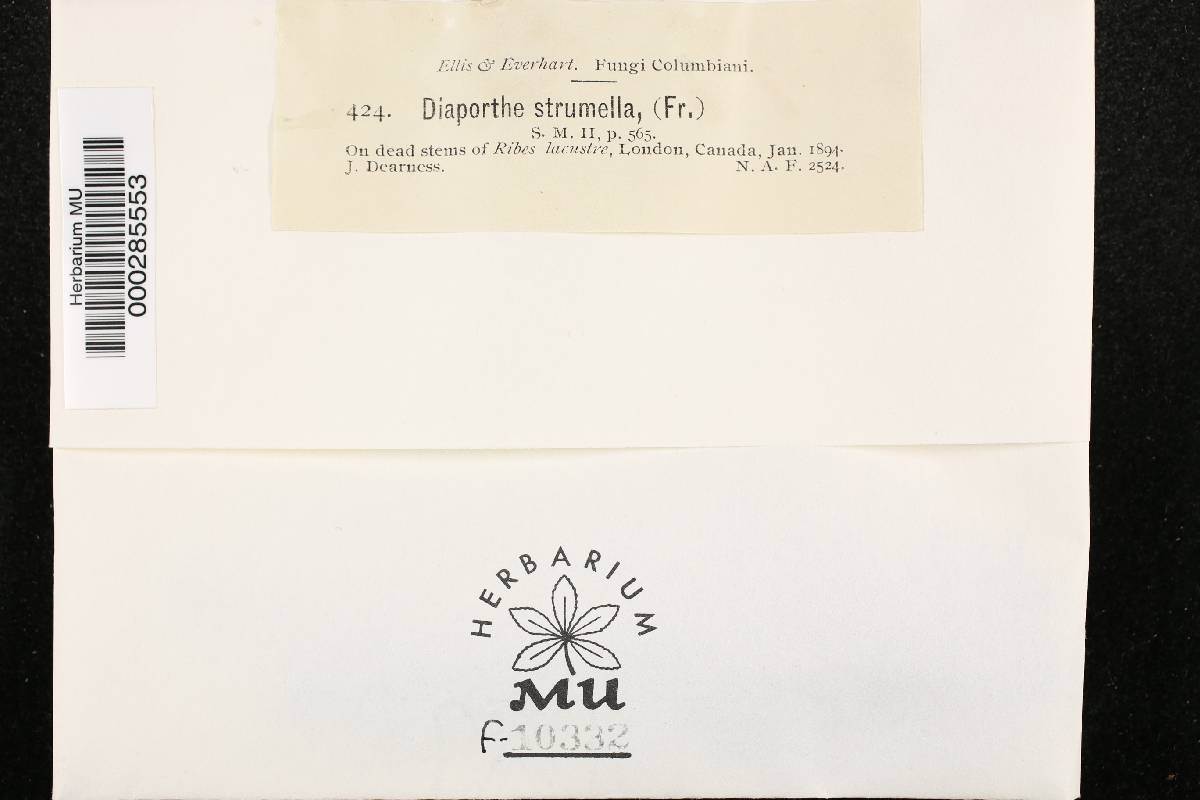 Ellis & Everhart. Fungi Columbiani.
424. Diaporthe strumella, (Fr.)
S. M. II, p. 565.
On dead stems of Ribes lacustre, London, Canada, Jan. 1894.
J. Dearness. N. A. F. 2524.
Herbarium MU
000285553
HERBARIUM
MU
F-10332